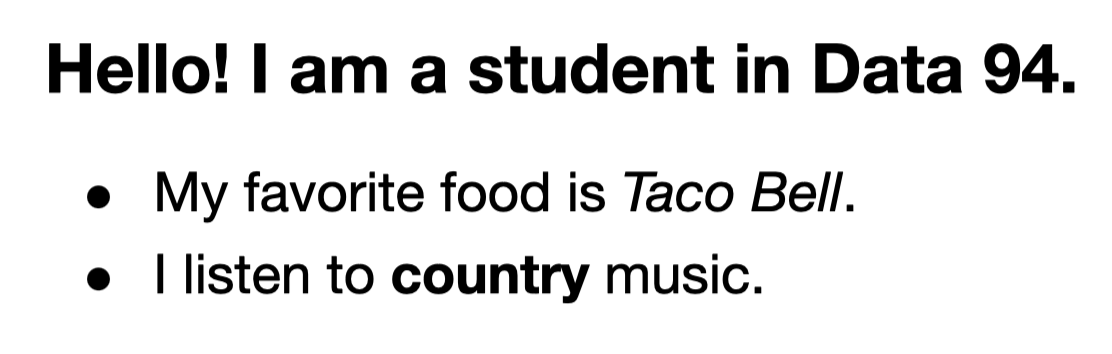 Hello! I am a student in Data 94.
● My favorite food is Taco Bell.
● I listen to country music.